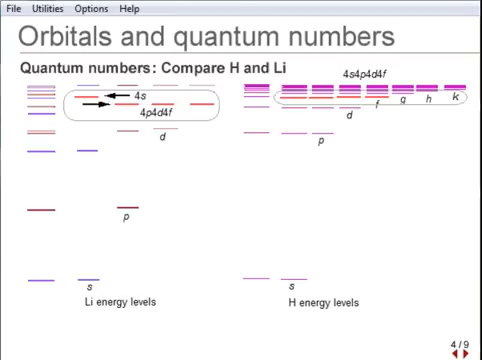 File Utilities Options Help
Orbitals and quantum numbers
Quantum numbers: Compare H and Li
4s
4p4d4f
d
p
s
Li energy levels
4s4p4d4f
f g h k
d
p
s
H energy levels
4 / 9